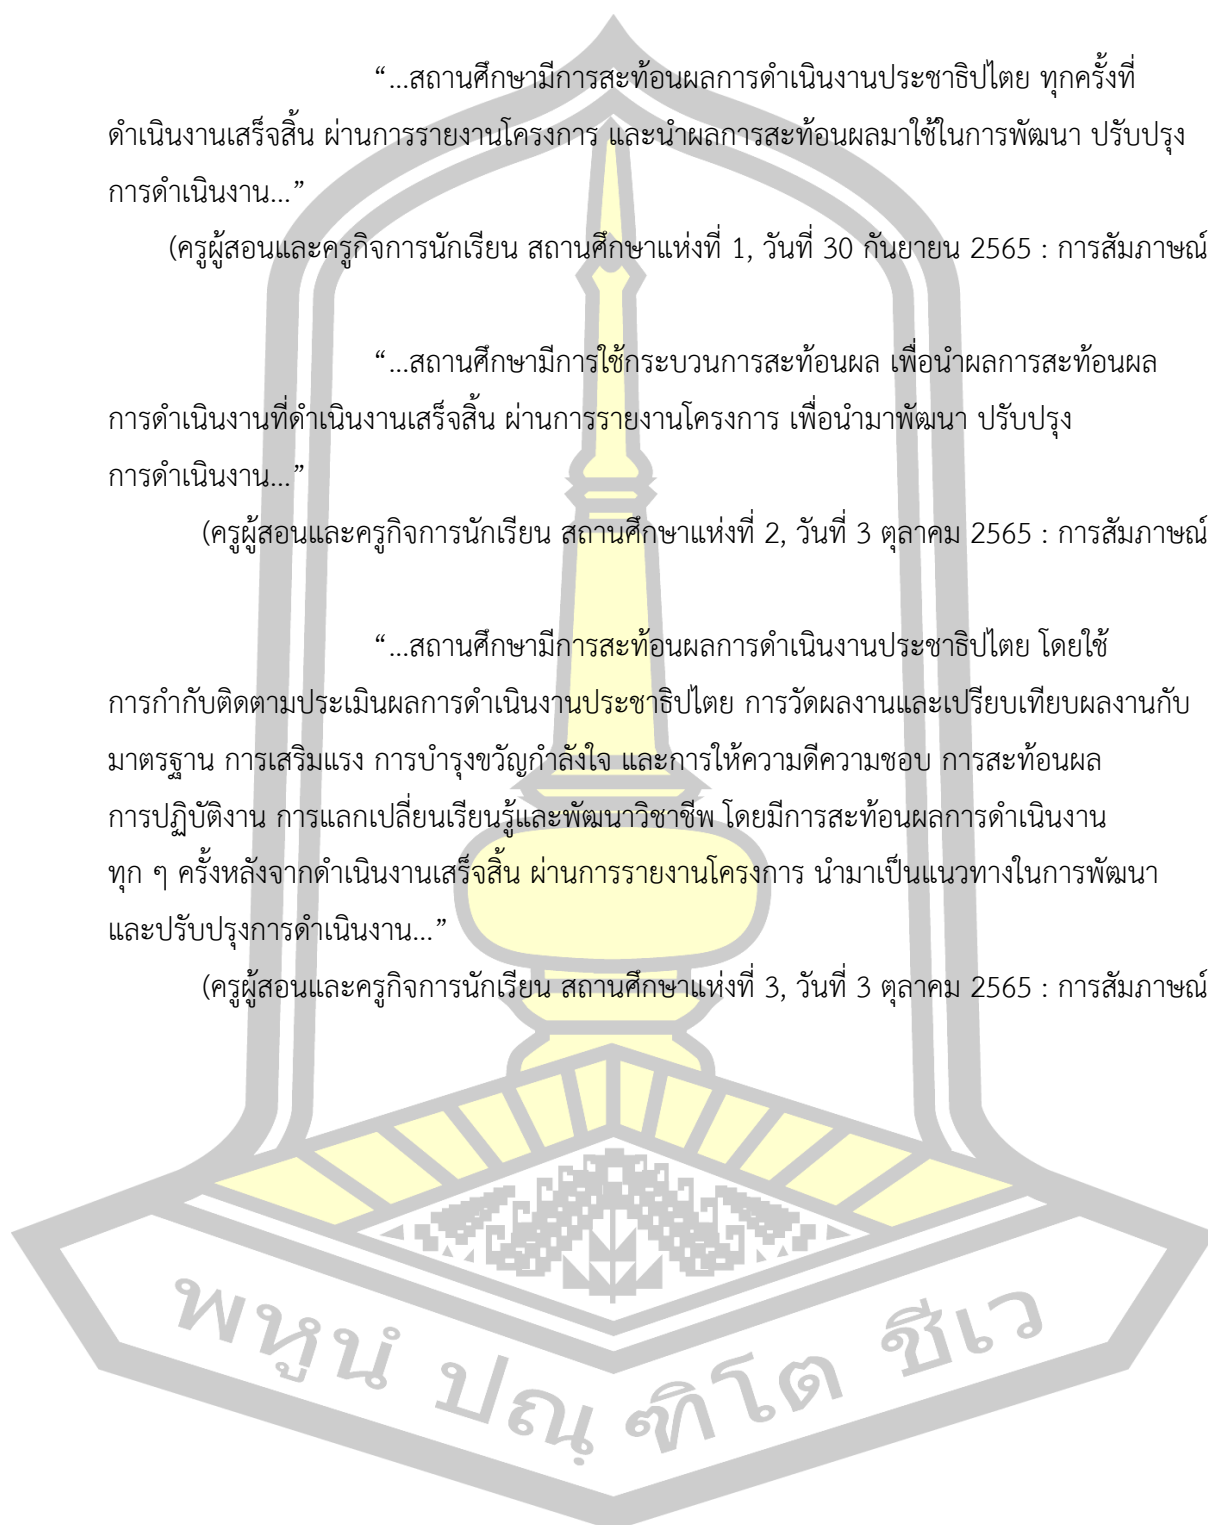 “...สถานศึกษามีการสะท้อนผลการดำเนินงานประชาธิปไตย ทุกครั้งที่
ดำเนินงานเสร็จสิ้น ผ่านการรายงานโครงการ และนำผลการสะท้อนผลมาใช้ในการพัฒนา ปรับปรุง
การดำเนินงาน...”
(ครูผู้สอนและครูกิจการนักเรียน สถานศึกษาแห่งที่ 1, วันที่ 30 กันยายน 2565 : การสัมภาษณ์
“...สถานศึกษามีการใช้กระบวนการสะท้อนผล เพื่อนำผลการสะท้อนผล
การดำเนินงานที่ดำเนินงานเสร็จสิ้น ผ่านการรายงานโครงการ เพื่อนำมาพัฒนา ปรับปรุง
การดำเนินงาน...”
(ครูผู้สอนและครูกิจการนักเรียน สถานศึกษาแห่งที่ 2, วันที่ 3 ตุลาคม 2565 : การสัมภาษณ์
“...สถานศึกษามีการสะท้อนผลการดำเนินงานประชาธิปไตย โดยใช้
การกำกับติดตามประเมินผลการดำเนินงานประชาธิปไตย การวัดผลงานและเปรียบเทียบผลงานกับ
มาตรฐาน การเสริมแรง การบำรุงขวัญกำลังใจ และการให้ความดีความชอบ การสะท้อนผล
การปฏิบัติงาน การแลกเปลี่ยนเรียนรู้และพัฒนาวิชาชีพ โดยมีการสะท้อนผลการดำเนินงาน
ทุก ๆ ครั้งหลังจากดำเนินงานเสร็จสิ้น ผ่านการรายงานโครงการ นำมาเป็นแนวทางในการพัฒนา
และปรับปรุงการดำเนินงาน...”
(ครูผู้สอนและครูกิจการนักเรียน สถานศึกษาแห่งที่ 3, วันที่ 3 ตุลาคม 2565 : การสัมภาษณ์
พหูนํ ปณฺฑิโต ชีเว